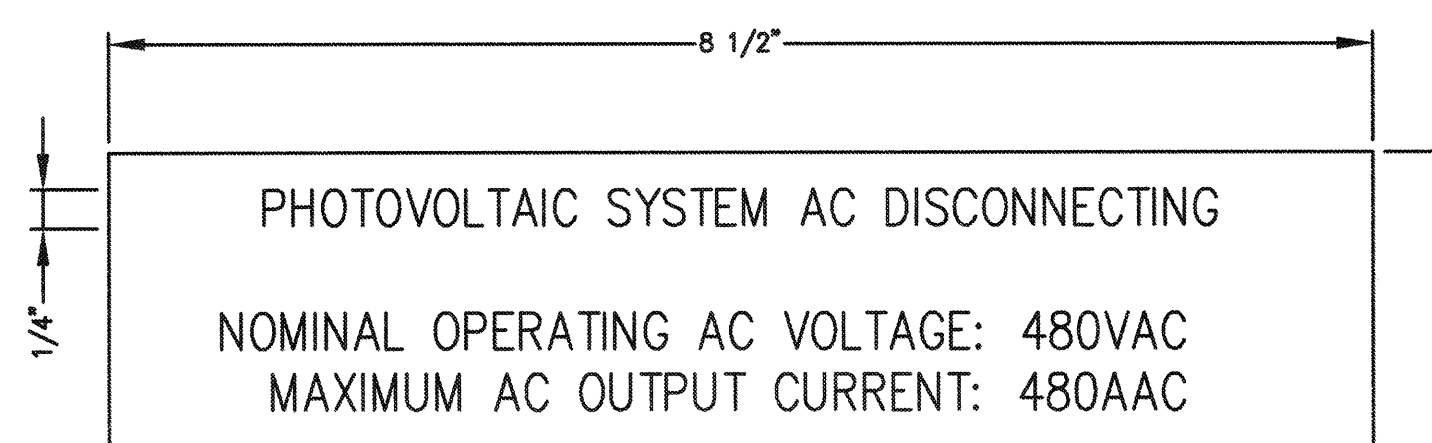 8 1/2"
PHOTOVOLTAIC SYSTEM AC DISCONNECTING
1/4"
NOMINAL OPERATING AC VOLTAGE: 480VAC
MAXIMUM AC OUTPUT CURRENT: 480AAC